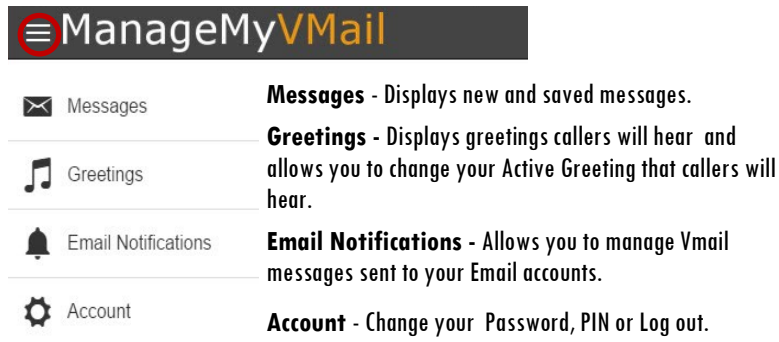 ManageMyVMail
Messages
Messages - Displays new and saved messages.
Greetings
Greetings - Displays greetings callers will hear and
allows you to change your Active Greeting that callers will
hear.
Email Notifications
Email Notifications - Allows you to manage Vmail
messages sent to your Email accounts.
Account
Account - Change your Password, PIN or Log out.